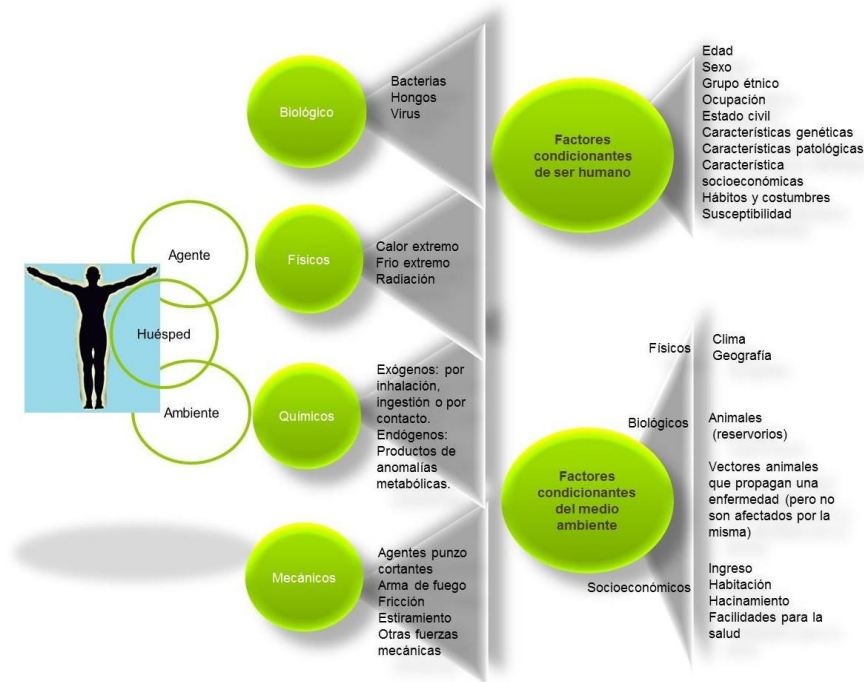 Agente
Huésped
Ambiente
Biológico
Bacterias
Hongos
Virus
Físicos
Calor extremo
Frio extremo
Radiación
Químicos
Exógenos: por
inhalación,
ingestión o por
contacto.
Endógenos:
Productos de
anomalías
metabólicas.
Mecánicos
Agentes punzo
cortantes
Arma de fuego
Fricción
Estiramiento
Otras fuerzas
mecánicas
Factores
condicionantes
de ser humano
Edad
Sexo
Grupo étnico
Ocupación
Estado civil
Características genéticas
Características patológicas
Característica
socioeconómicas
Hábitos y costumbres
Susceptibilidad
Factores
condicionantes
del medio
ambiente
Físicos
Clima
Geografía
Biológicos
Animales
(reservorios)
Vectores animales
que propagan una
enfermedad (pero no
son afectados por la
misma)
Socioeconómicos
Ingreso
Habitación
Hacinamiento
Facilidades para la
salud